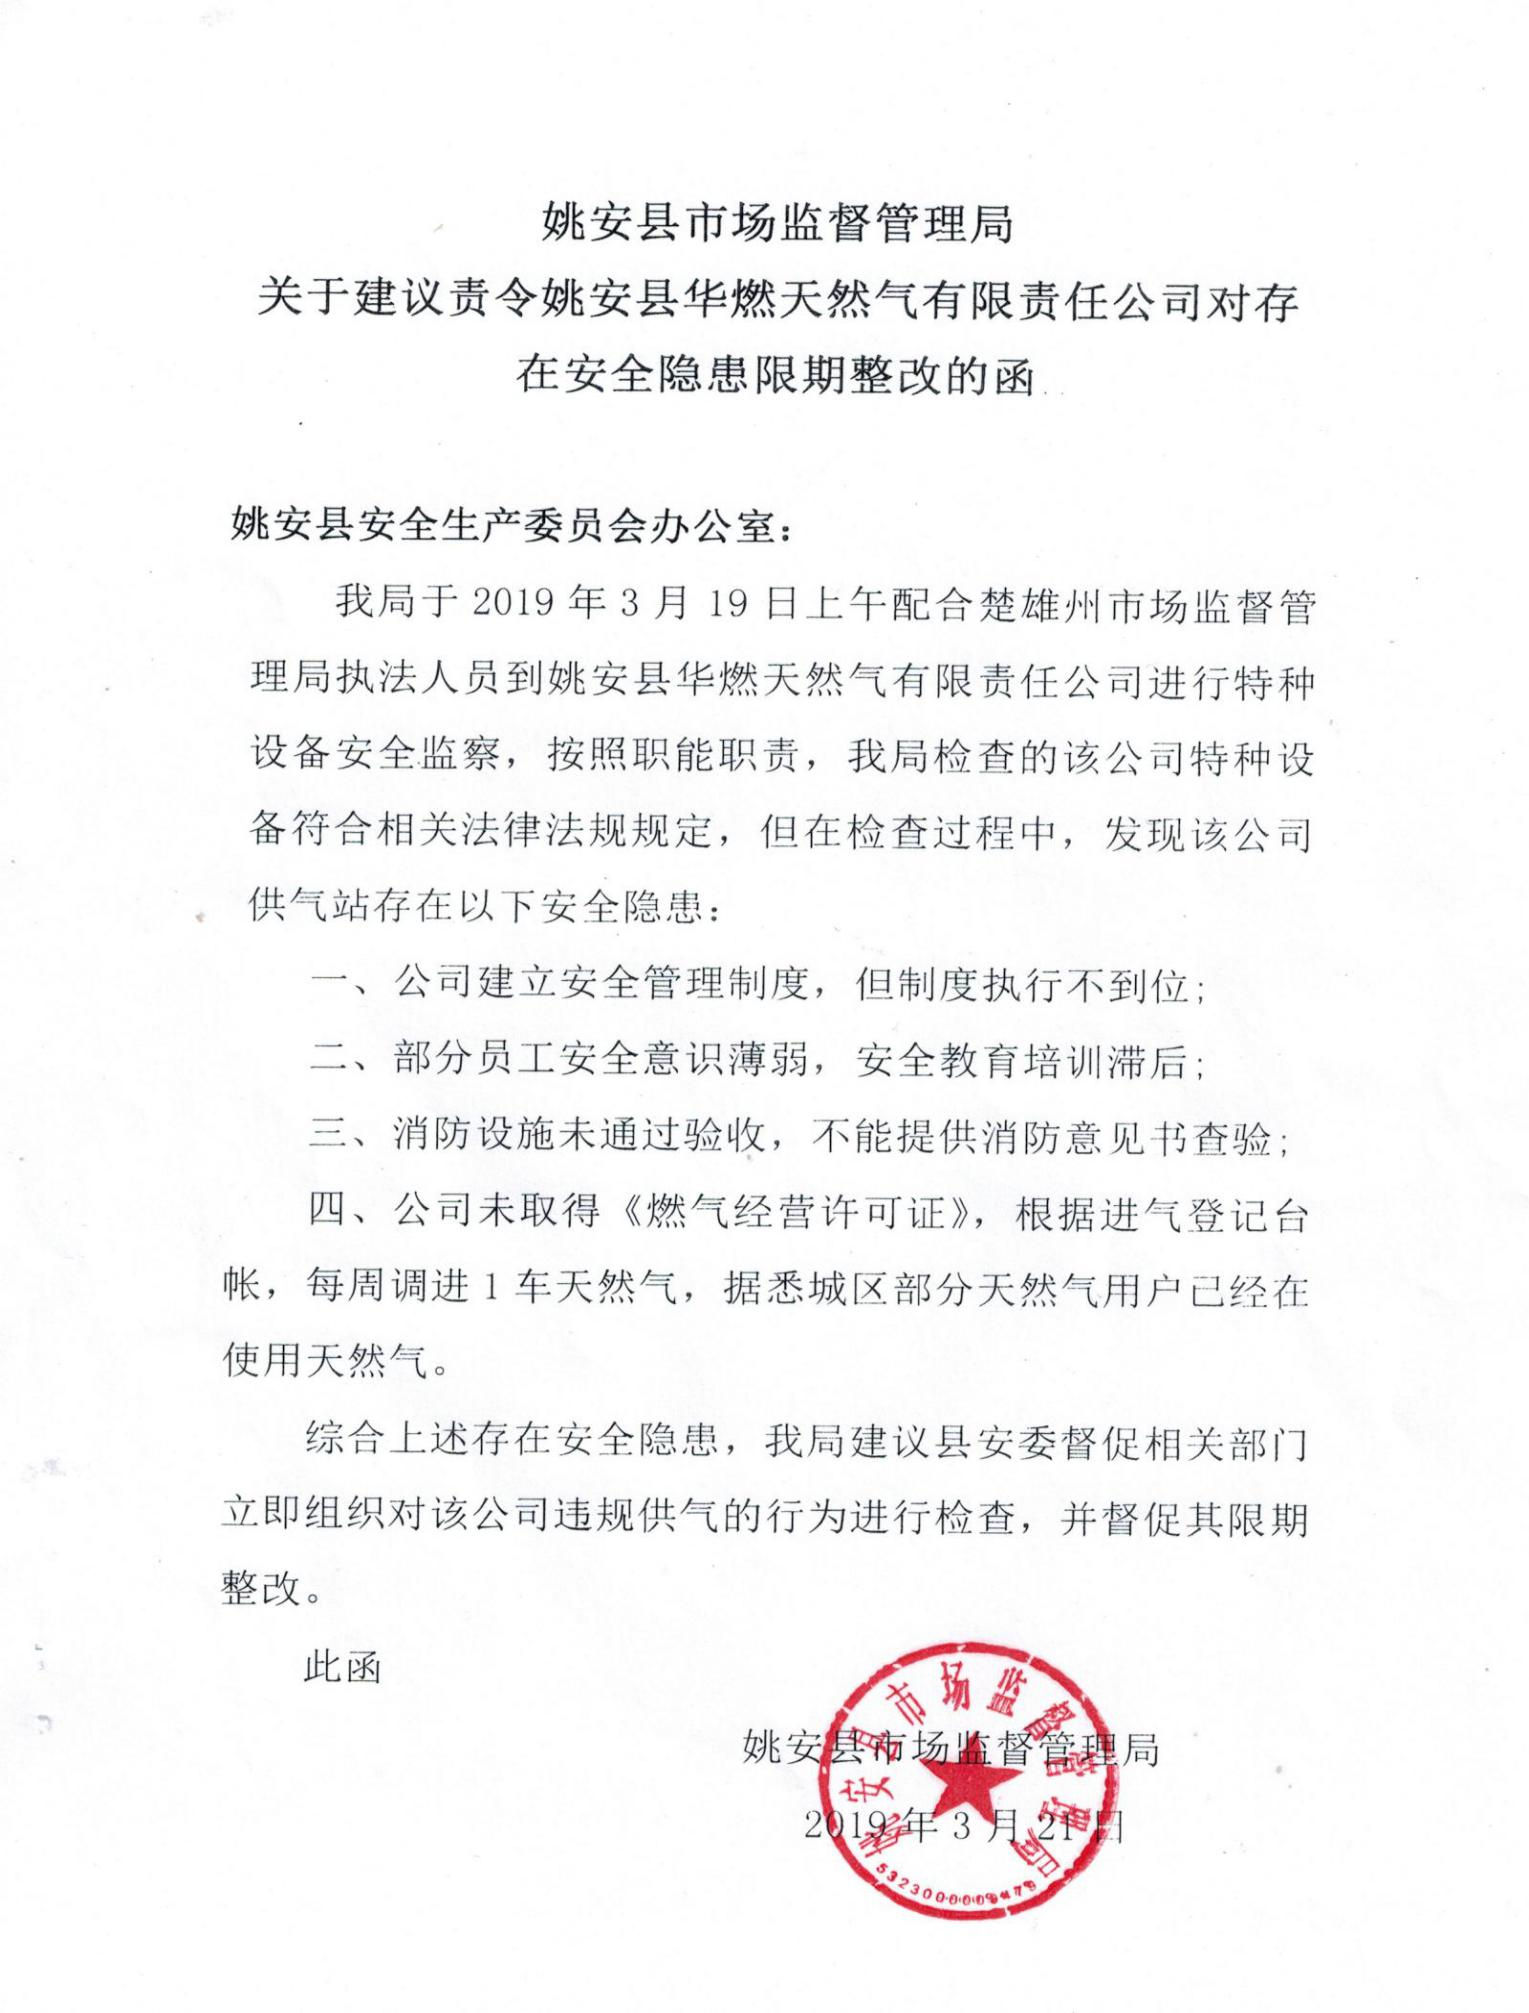 姚安县市场监督管理局
关于建议责令姚安县华燃天然气有限责任公司对存
在安全隐患限期整改的函
姚安县安全生产委员会办公室：
我局于 2019 年 3 月 19 日上午配合楚雄州市场监督管
理局执法人员到姚安县华燃天然气有限责任公司进行特种
设备安全监察，按照职能职责，我局检查的该公司特种设
备符合相关法律法规规定，但在检查过程中，发现该公司
供气站存在以下安全隐患：
一、公司建立安全管理制度，但制度执行不到位；
二、部分员工安全意识薄弱，安全教育培训滞后；
三、消防设施未通过验收，不能提供消防意见书查验；
四、公司未取得《燃气经营许可证》，根据进气登记台
帐，每周调进 1 车天然气，据悉城区部分天然气用户已经在
使用天然气。
综合上述存在安全隐患，我局建议县安委督促相关部门
立即组织对该公司违规供气的行为进行检查，并督促其限期
整改。
此函
姚安县市场监督管理局
2019 年 3 月 21 日
姚安县市场监督管理局